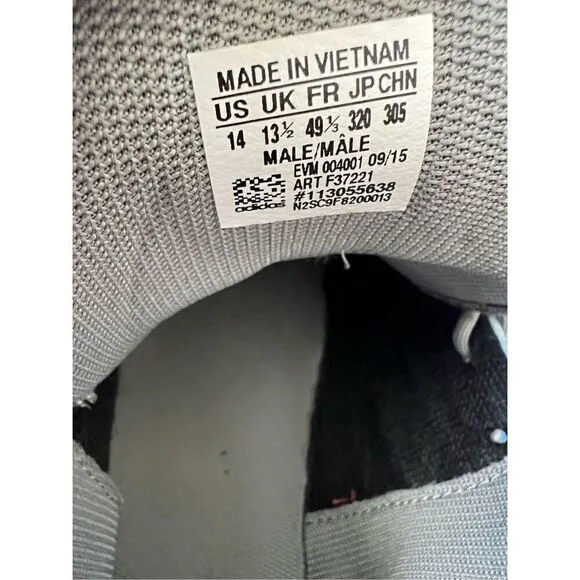 MADE IN VIETNAM
US UK FR JP CHN
14 13½ 49⅓ 320 305
MALE/MÂLE
EVM 004001 09/15
ART F37221
#113055638
adidas N2SC9F8200013